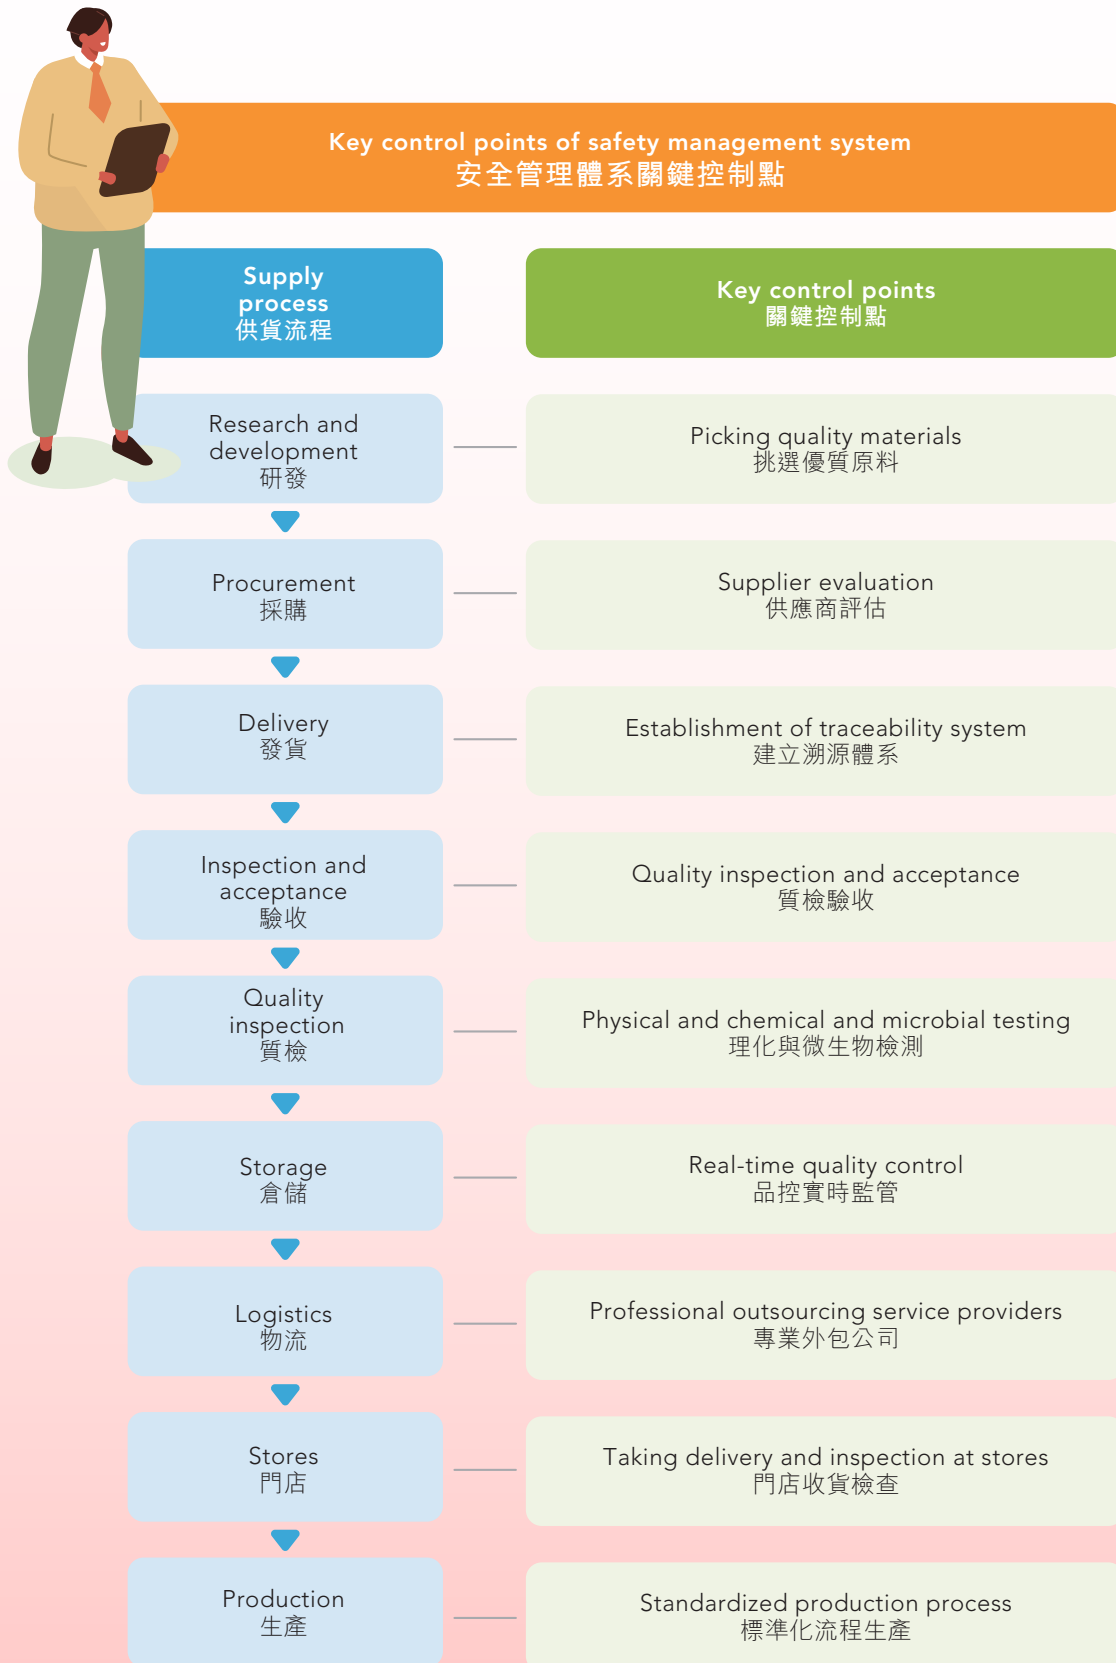 Key control points of safety management system
安全管理體系關鍵控制點
Supply
process
供貨流程
Key control points
關鍵控制點
Research and
development
研發
Picking quality materials
挑選優質原料
Procurement
採購
Supplier evaluation
供應商評估
Delivery
發貨
Establishment of traceability system
建立溯源體系
Inspection and
acceptance
驗收
Quality inspection and acceptance
質檢驗收
Quality
inspection
質檢
Physical and chemical and microbial testing
理化與微生物檢測
Storage
倉儲
Real-time quality control
品控實時監管
Logistics
物流
Professional outsourcing service providers
專業外包公司
Stores
門店
Taking delivery and inspection at stores
門店收貨檢查
Production
生產
Standardized production process
標準化流程生產